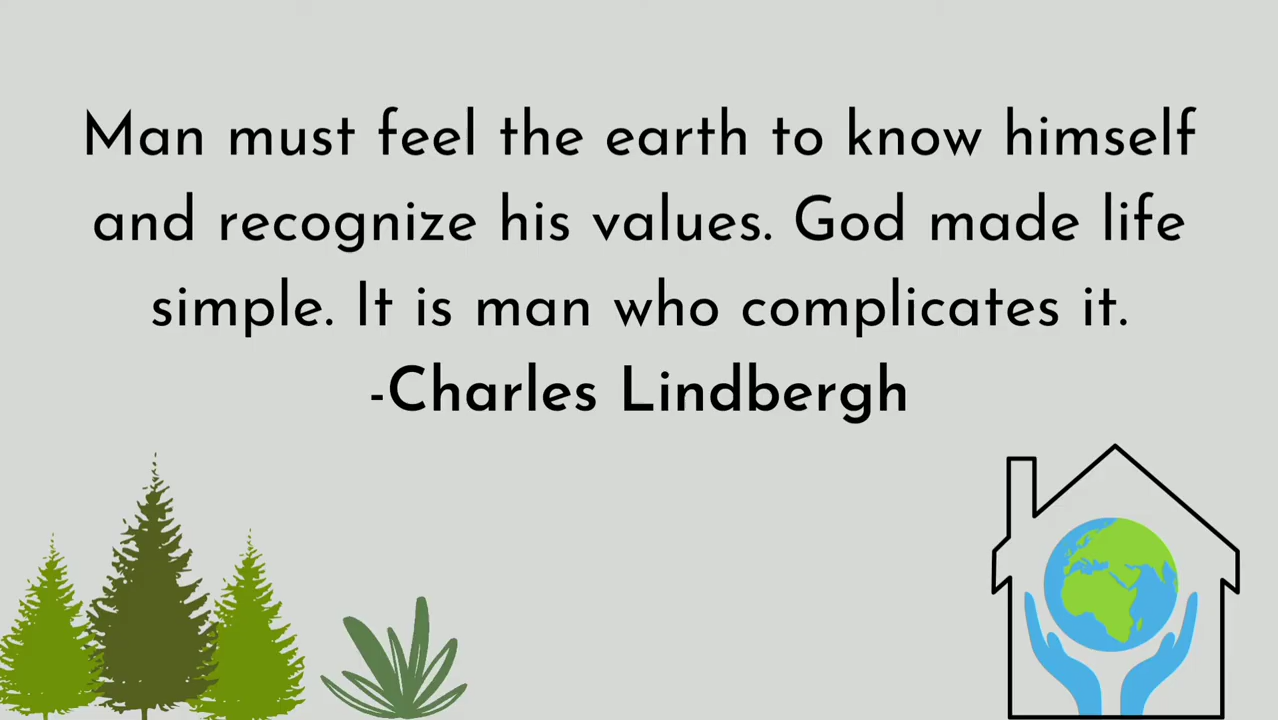 Man must feel the earth to know himself
and recognize his values. God made life
simple. It is man who complicates it.
-Charles Lindbergh